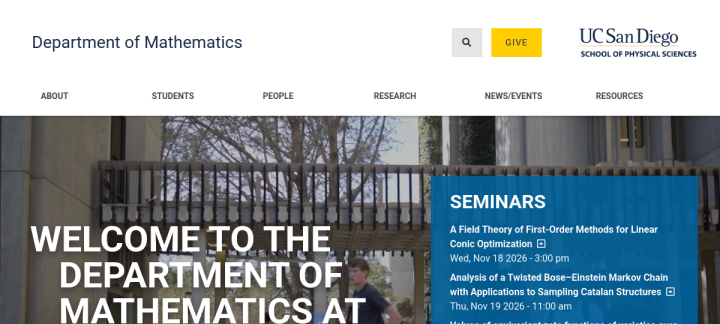 Department of Mathematics
GIVE
UC San Diego
SCHOOL OF PHYSICAL SCIENCES
ABOUT
STUDENTS
PEOPLE
RESEARCH
NEWS/EVENTS
RESOURCES
WELCOME TO THE
DEPARTMENT OF
MATHEMATICS AT
SEMINARS
A Field Theory of First-Order Methods for Linear
Conic Optimization
Wed, Nov 18 2026 - 3:00 pm
Analysis of a Twisted Bose–Einstein Markov Chain
with Applications to Sampling Catalan Structures
Thu, Nov 19 2026 - 11:00 am